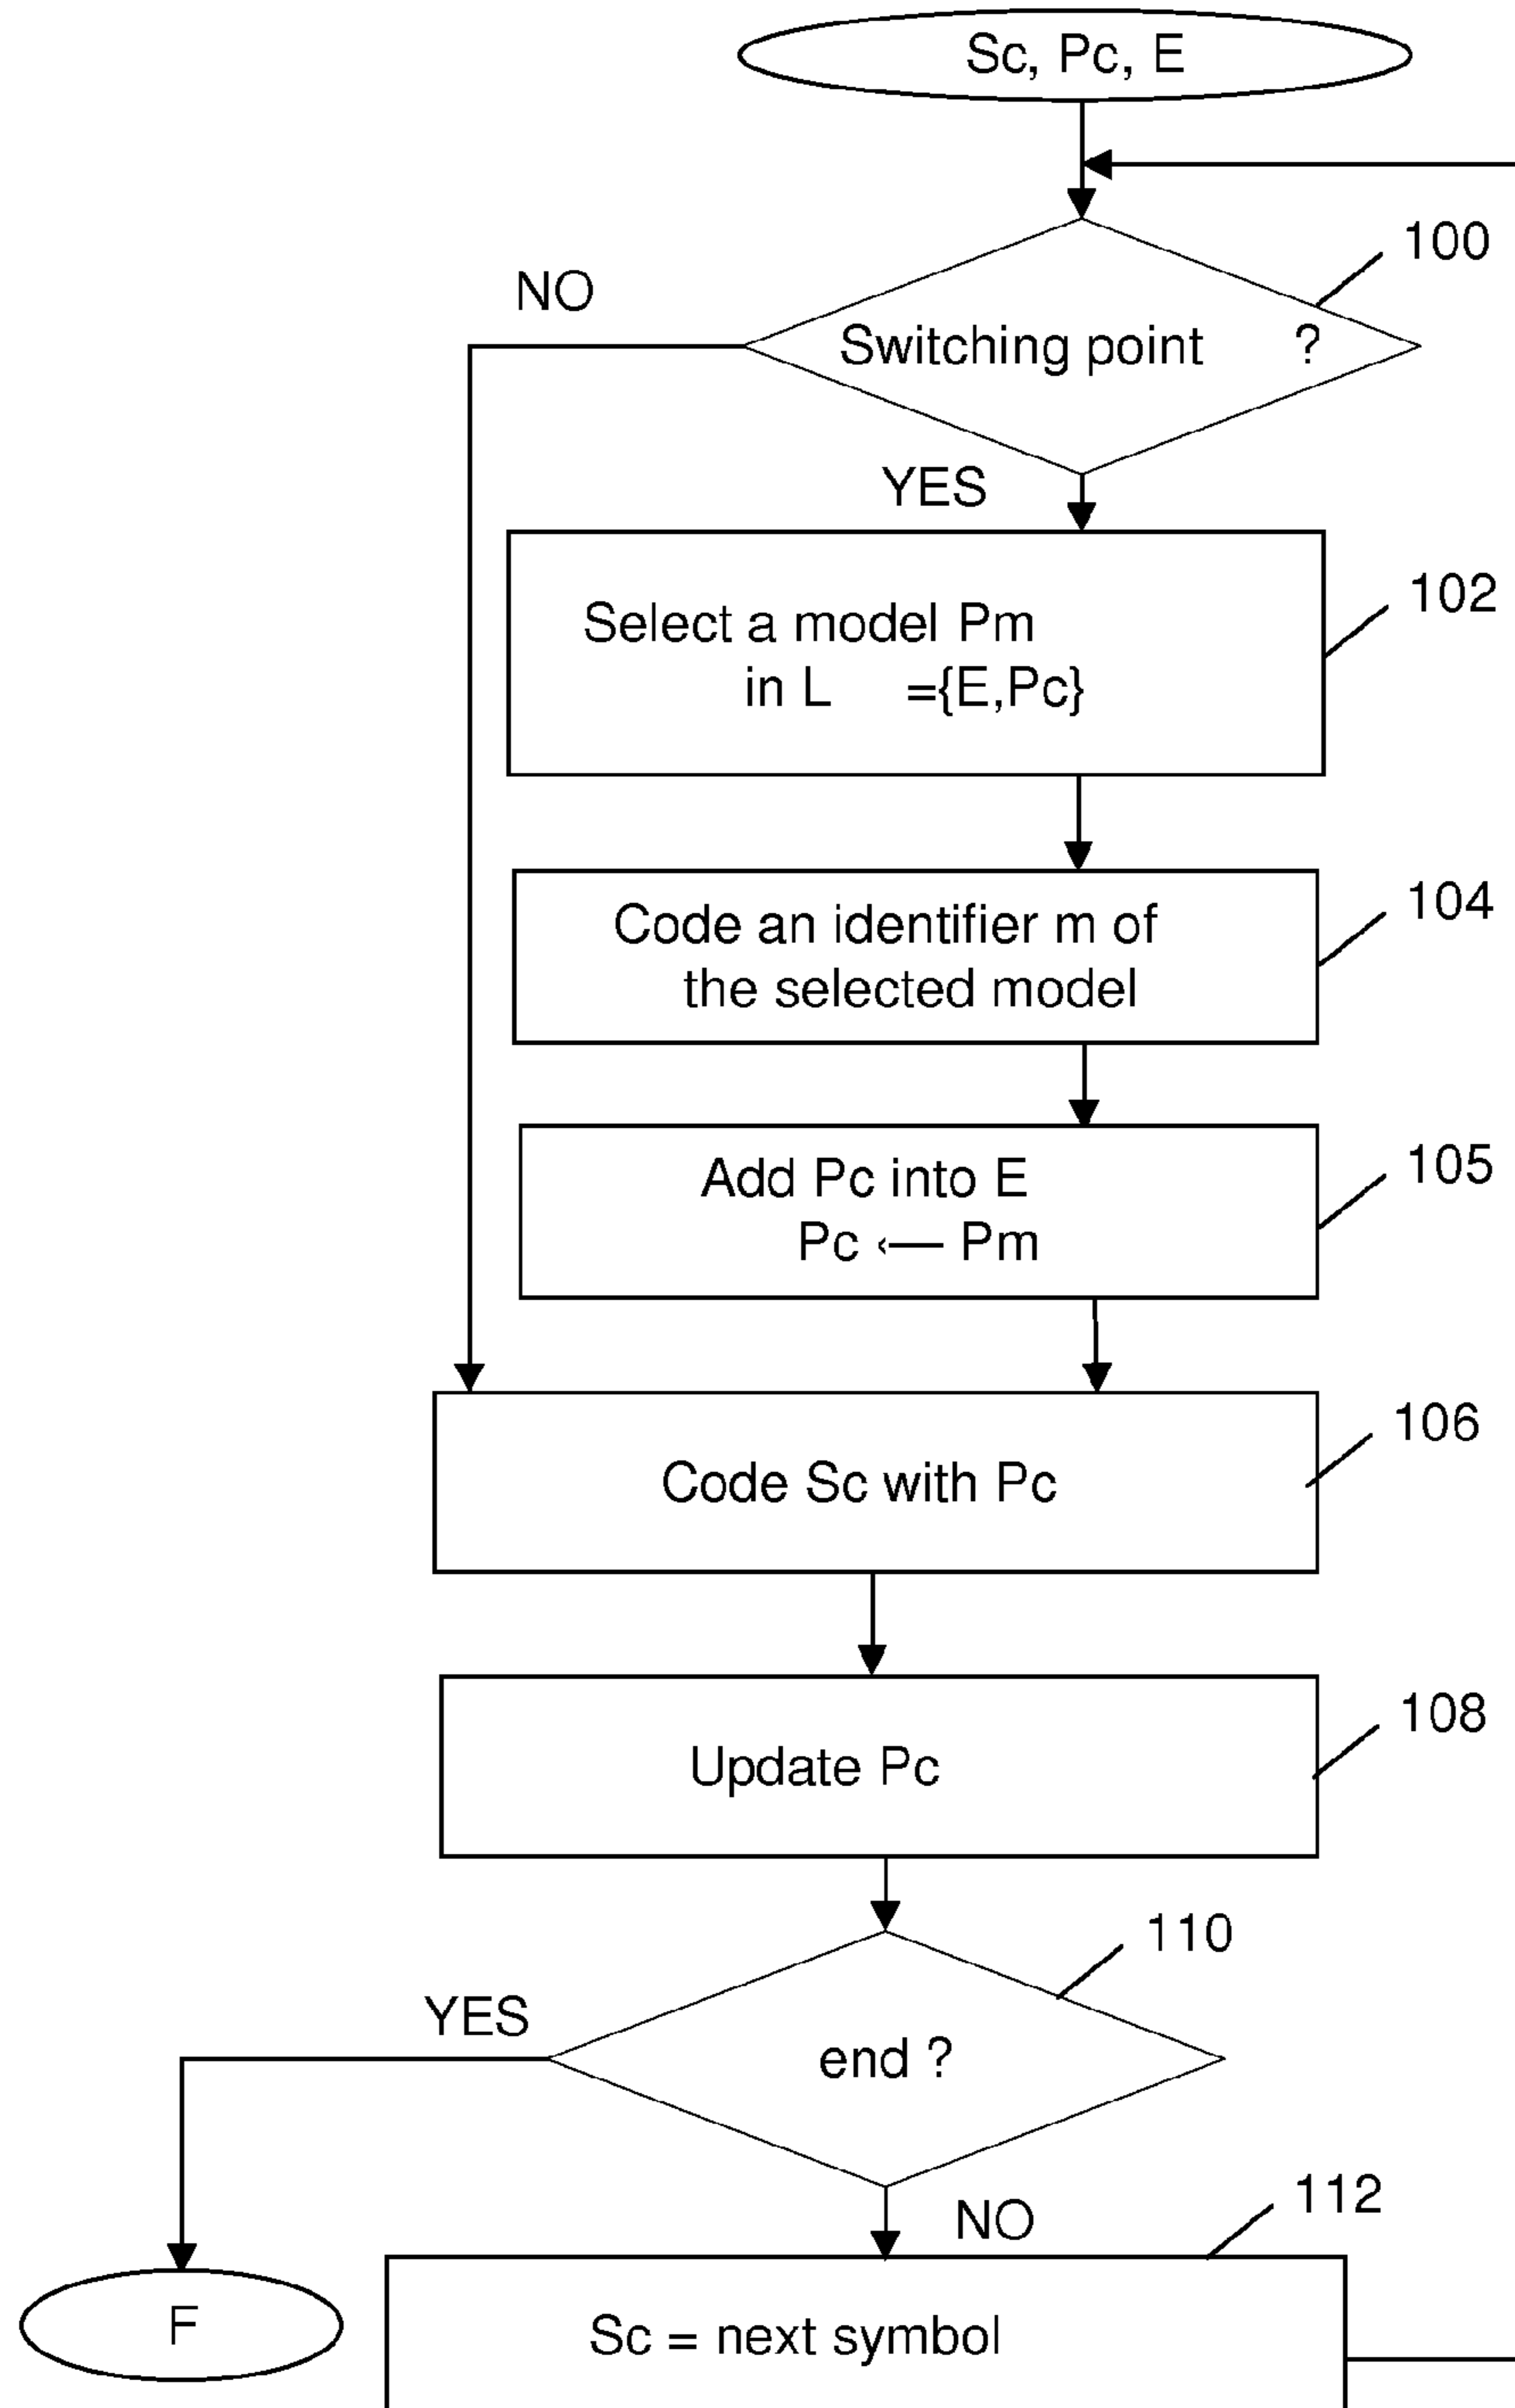 Sc, Pc, E
100
NO
Switching point ?
YES
102
Select a model Pm
in L ={E,Pc}
104
Code an identifier m of
the selected model
105
Add Pc into E
Pc ← Pm
106
Code Sc with Pc
108
Update Pc
110
YES
end ?
112
NO
F
Sc = next symbol